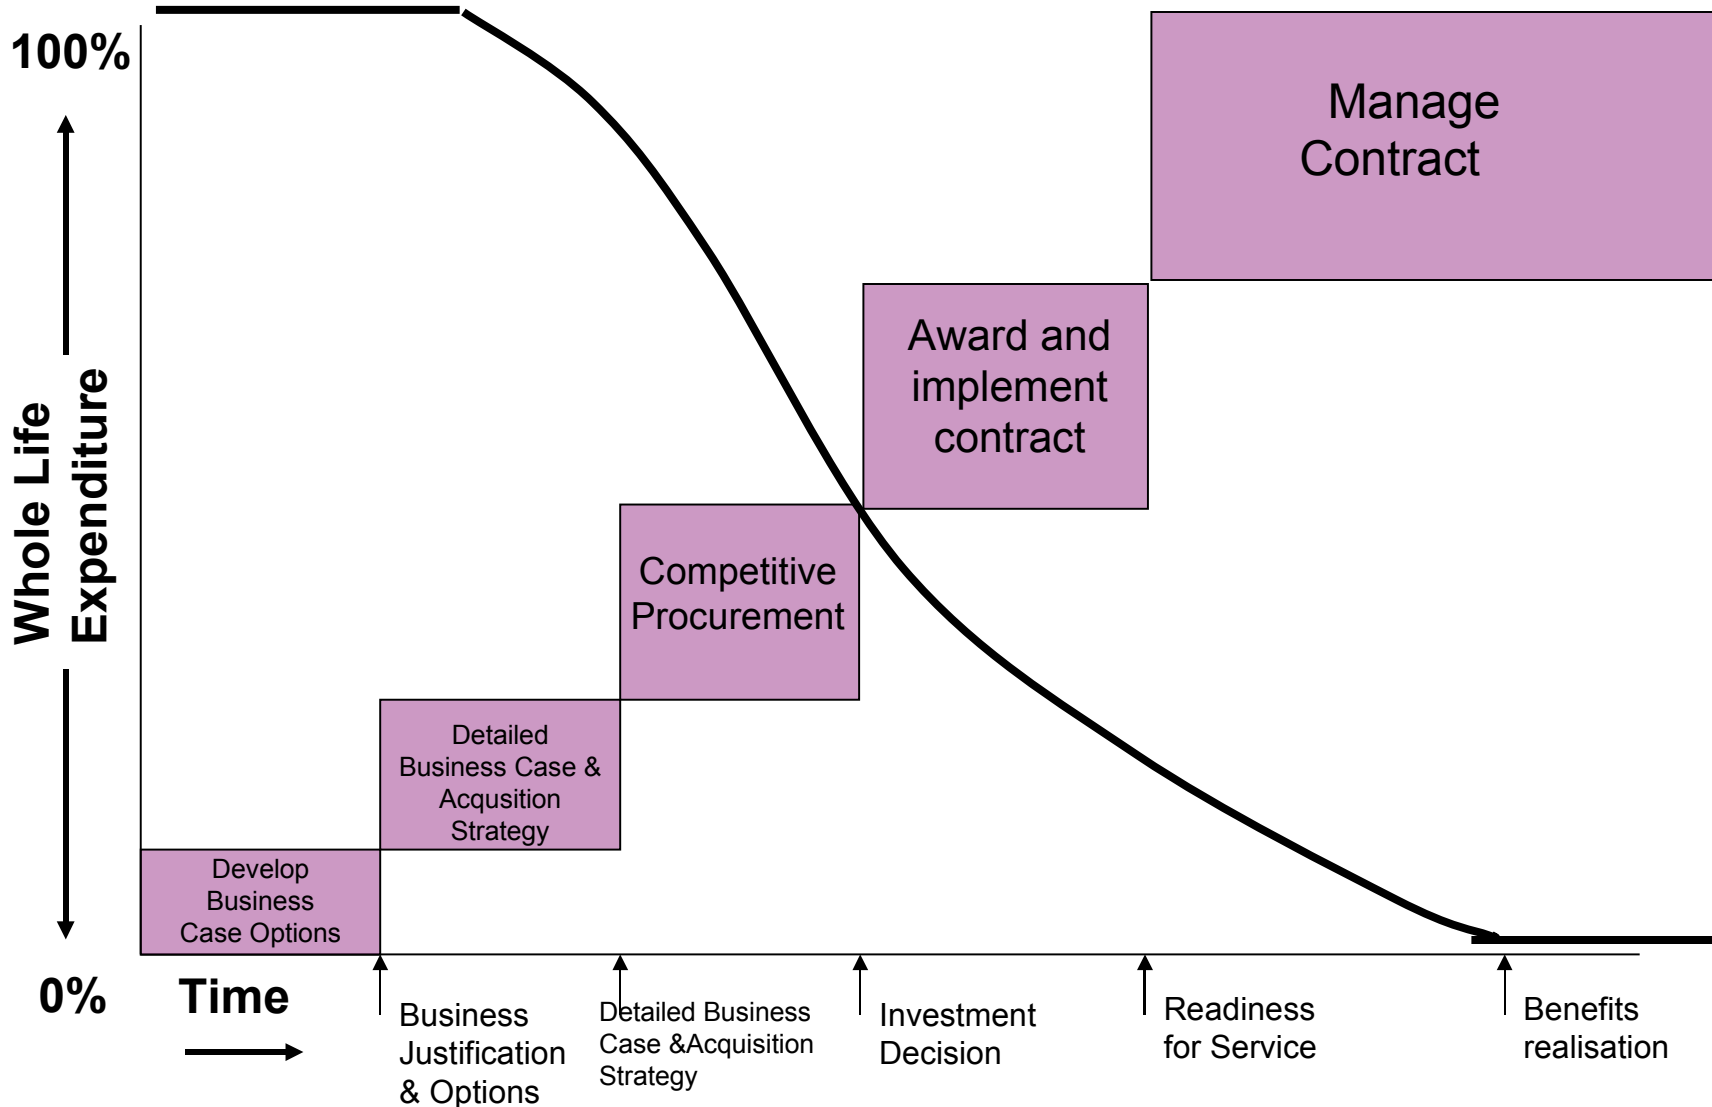 100%
Whole Life
Expenditure
0%
Time
Manage
Contract
Award and
implement
contract
Competitive
Procurement
Detailed
Business Case &
Acqusition
Strategy
Develop
Business
Case Options
Business
Justification
& Options
Detailed Business
Case &Acquisition
Strategy
Investment
Decision
Readiness
for Service
Benefits
realisation